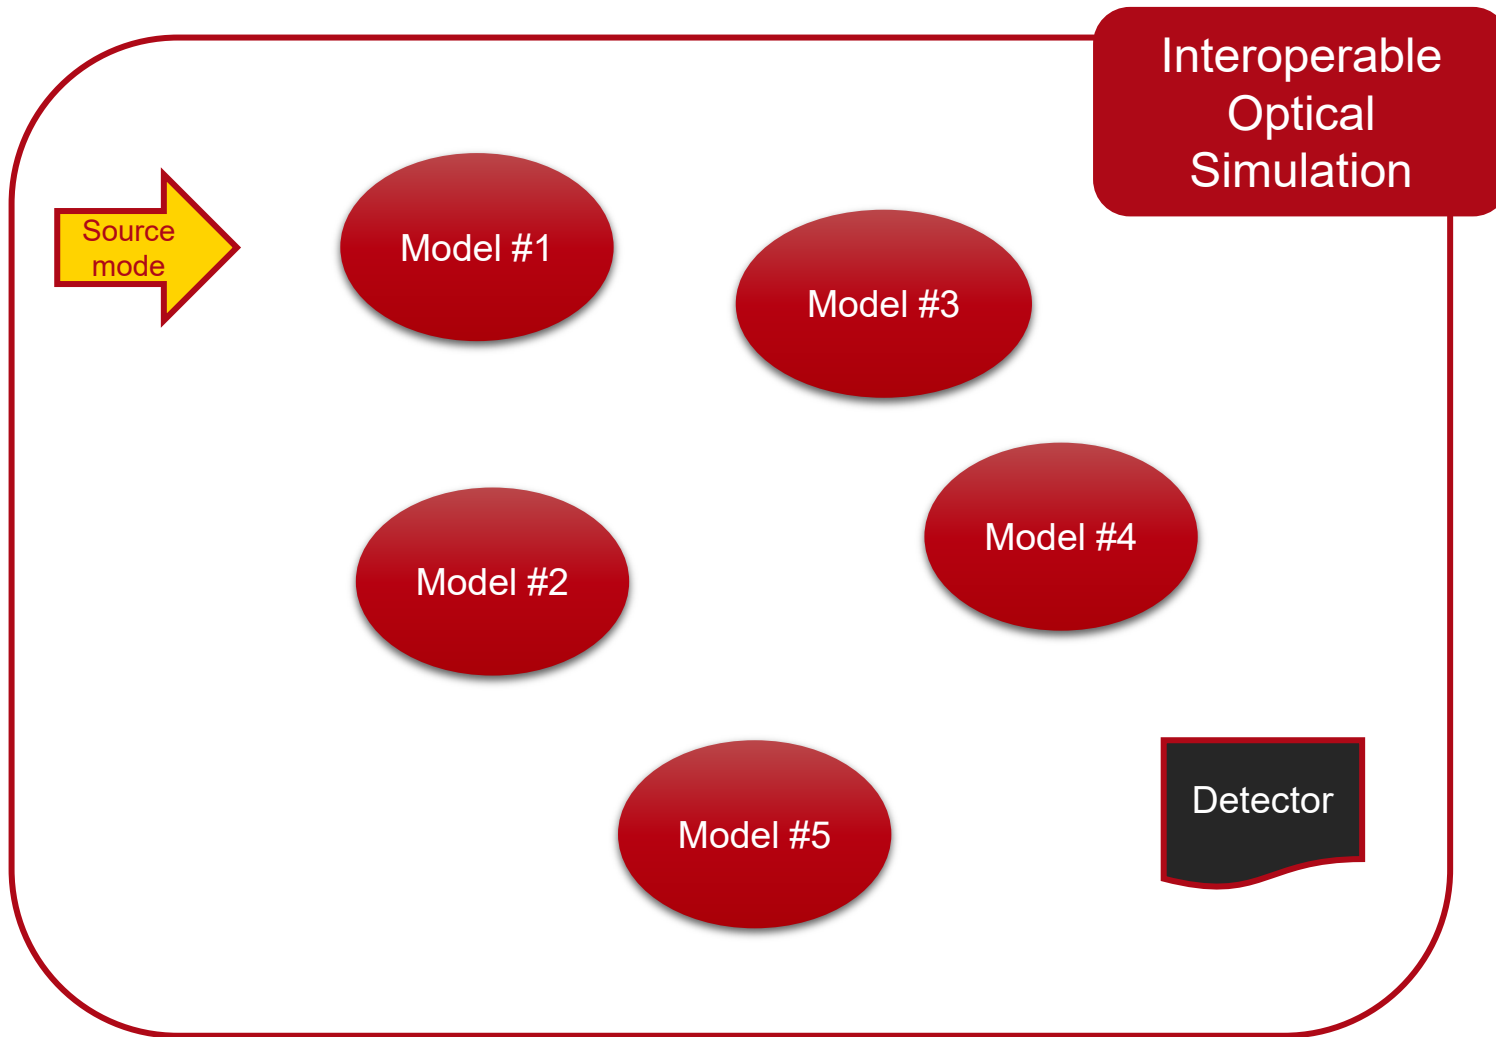 Interoperable
Optical
Simulation
Source
mode
Model #1
Model #3
Model #4
Model #2
Model #5
Detector